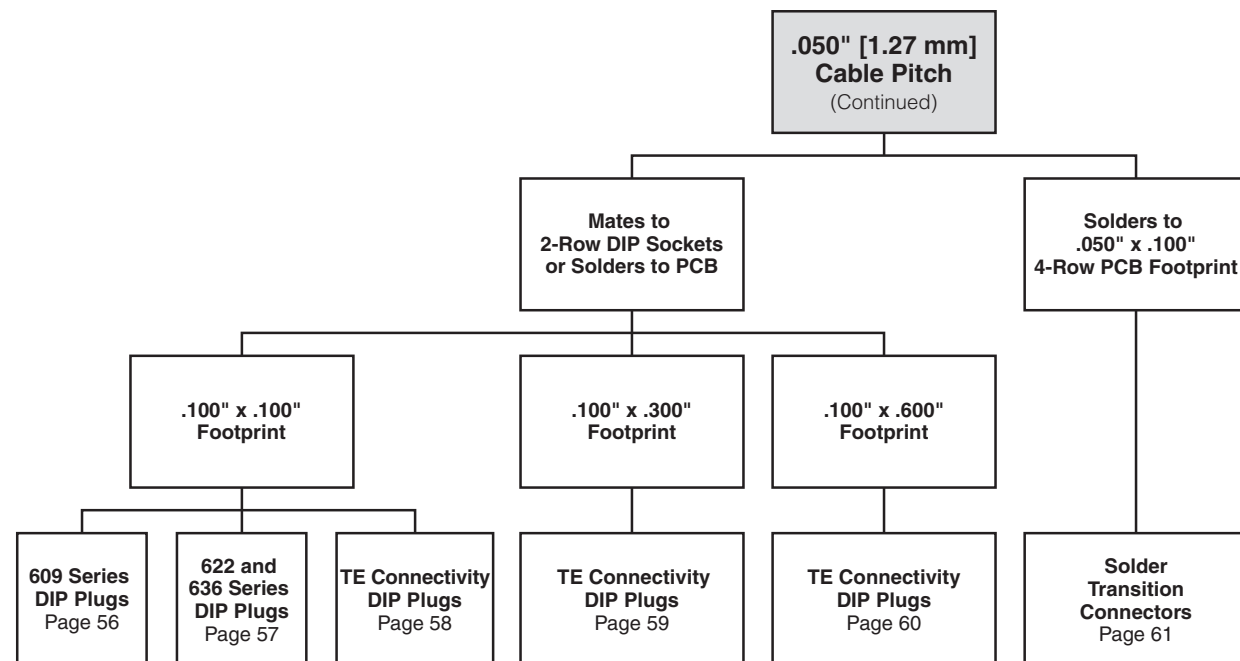 .050" [1.27 mm]
Cable Pitch
(Continued)
Mates to
2-Row DIP Sockets
or Solders to PCB
Solders to
.050" x .100"
4-Row PCB Footprint
.100" x .100"
Footprint
.100" x .300"
Footprint
.100" x .600"
Footprint
609 Series
DIP Plugs
Page 56
622 and
636 Series
DIP Plugs
Page 57
TE Connectivity
DIP Plugs
Page 58
TE Connectivity
DIP Plugs
Page 59
TE Connectivity
DIP Plugs
Page 60
Solder
Transition
Connectors
Page 61